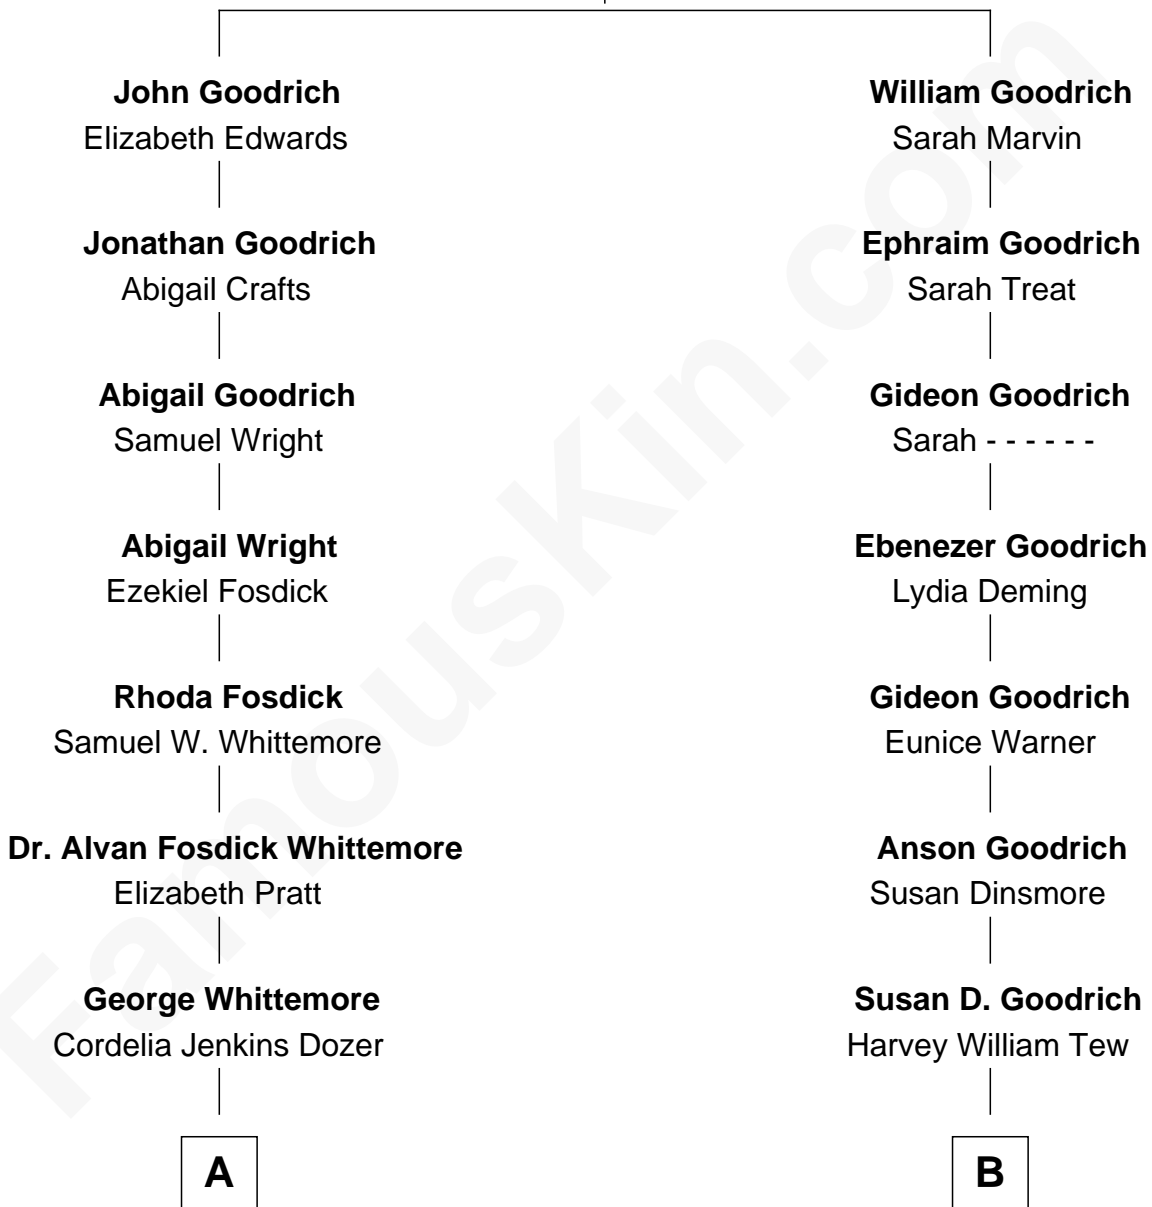 John Goodrich
Elizabeth Edwards
Jonathan Goodrich
Abigail Crafts
Abigail Goodrich
Samuel Wright
Abigail Wright
Ezekiel Fosdick
Rhoda Fosdick
Samuel W. Whittemore
Dr. Alvan Fosdick Whittemore
Elizabeth Pratt
George Whittemore
Cordelia Jenkins Dozer
A
William Goodrich
Sarah Marvin
Ephraim Goodrich
Sarah Treat
Gideon Goodrich
Sarah - - - - - -
Ebenezer Goodrich
Lydia Deming
Gideon Goodrich
Eunice Warner
Anson Goodrich
Susan Dinsmore
Susan D. Goodrich
Harvey William Tew
B
FamousKin.com